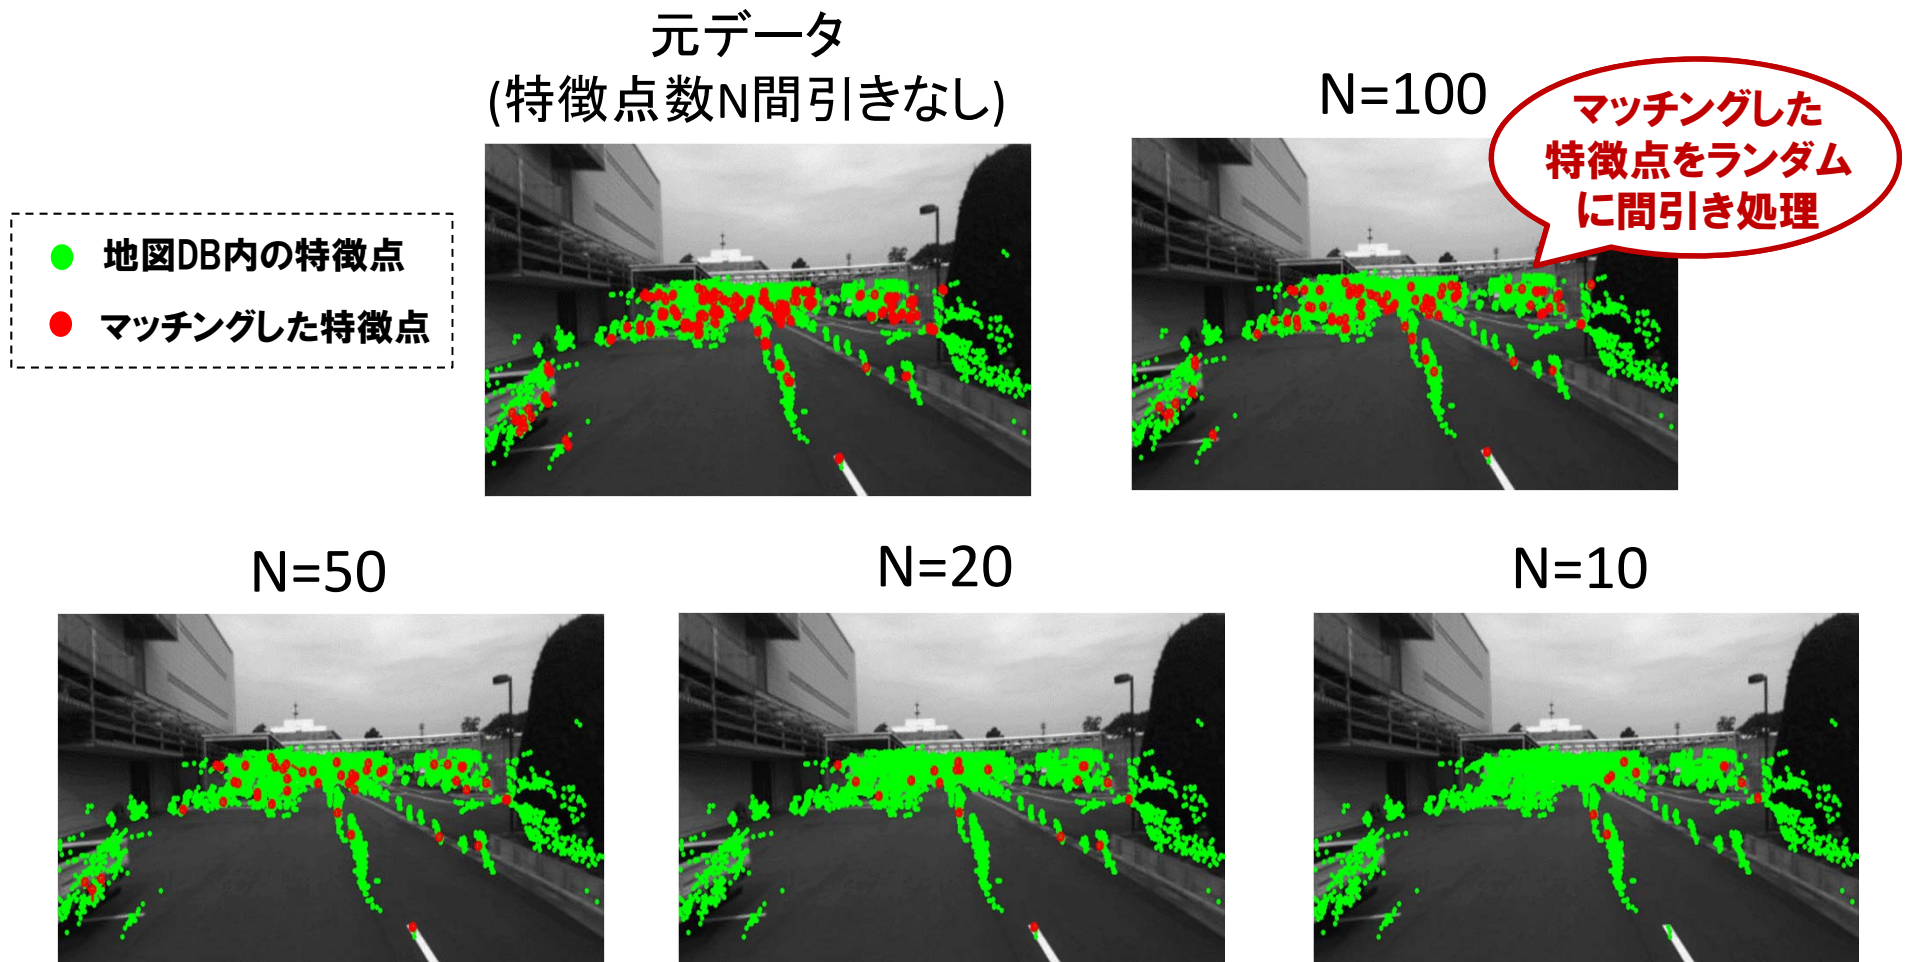 元データ
(特徴点数N間引きなし)
N=100
マッチングした
特徴点をランダム
に間引き処理
地図DB内の特徴点
マッチングした特徴点
N=50
N=20
N=10